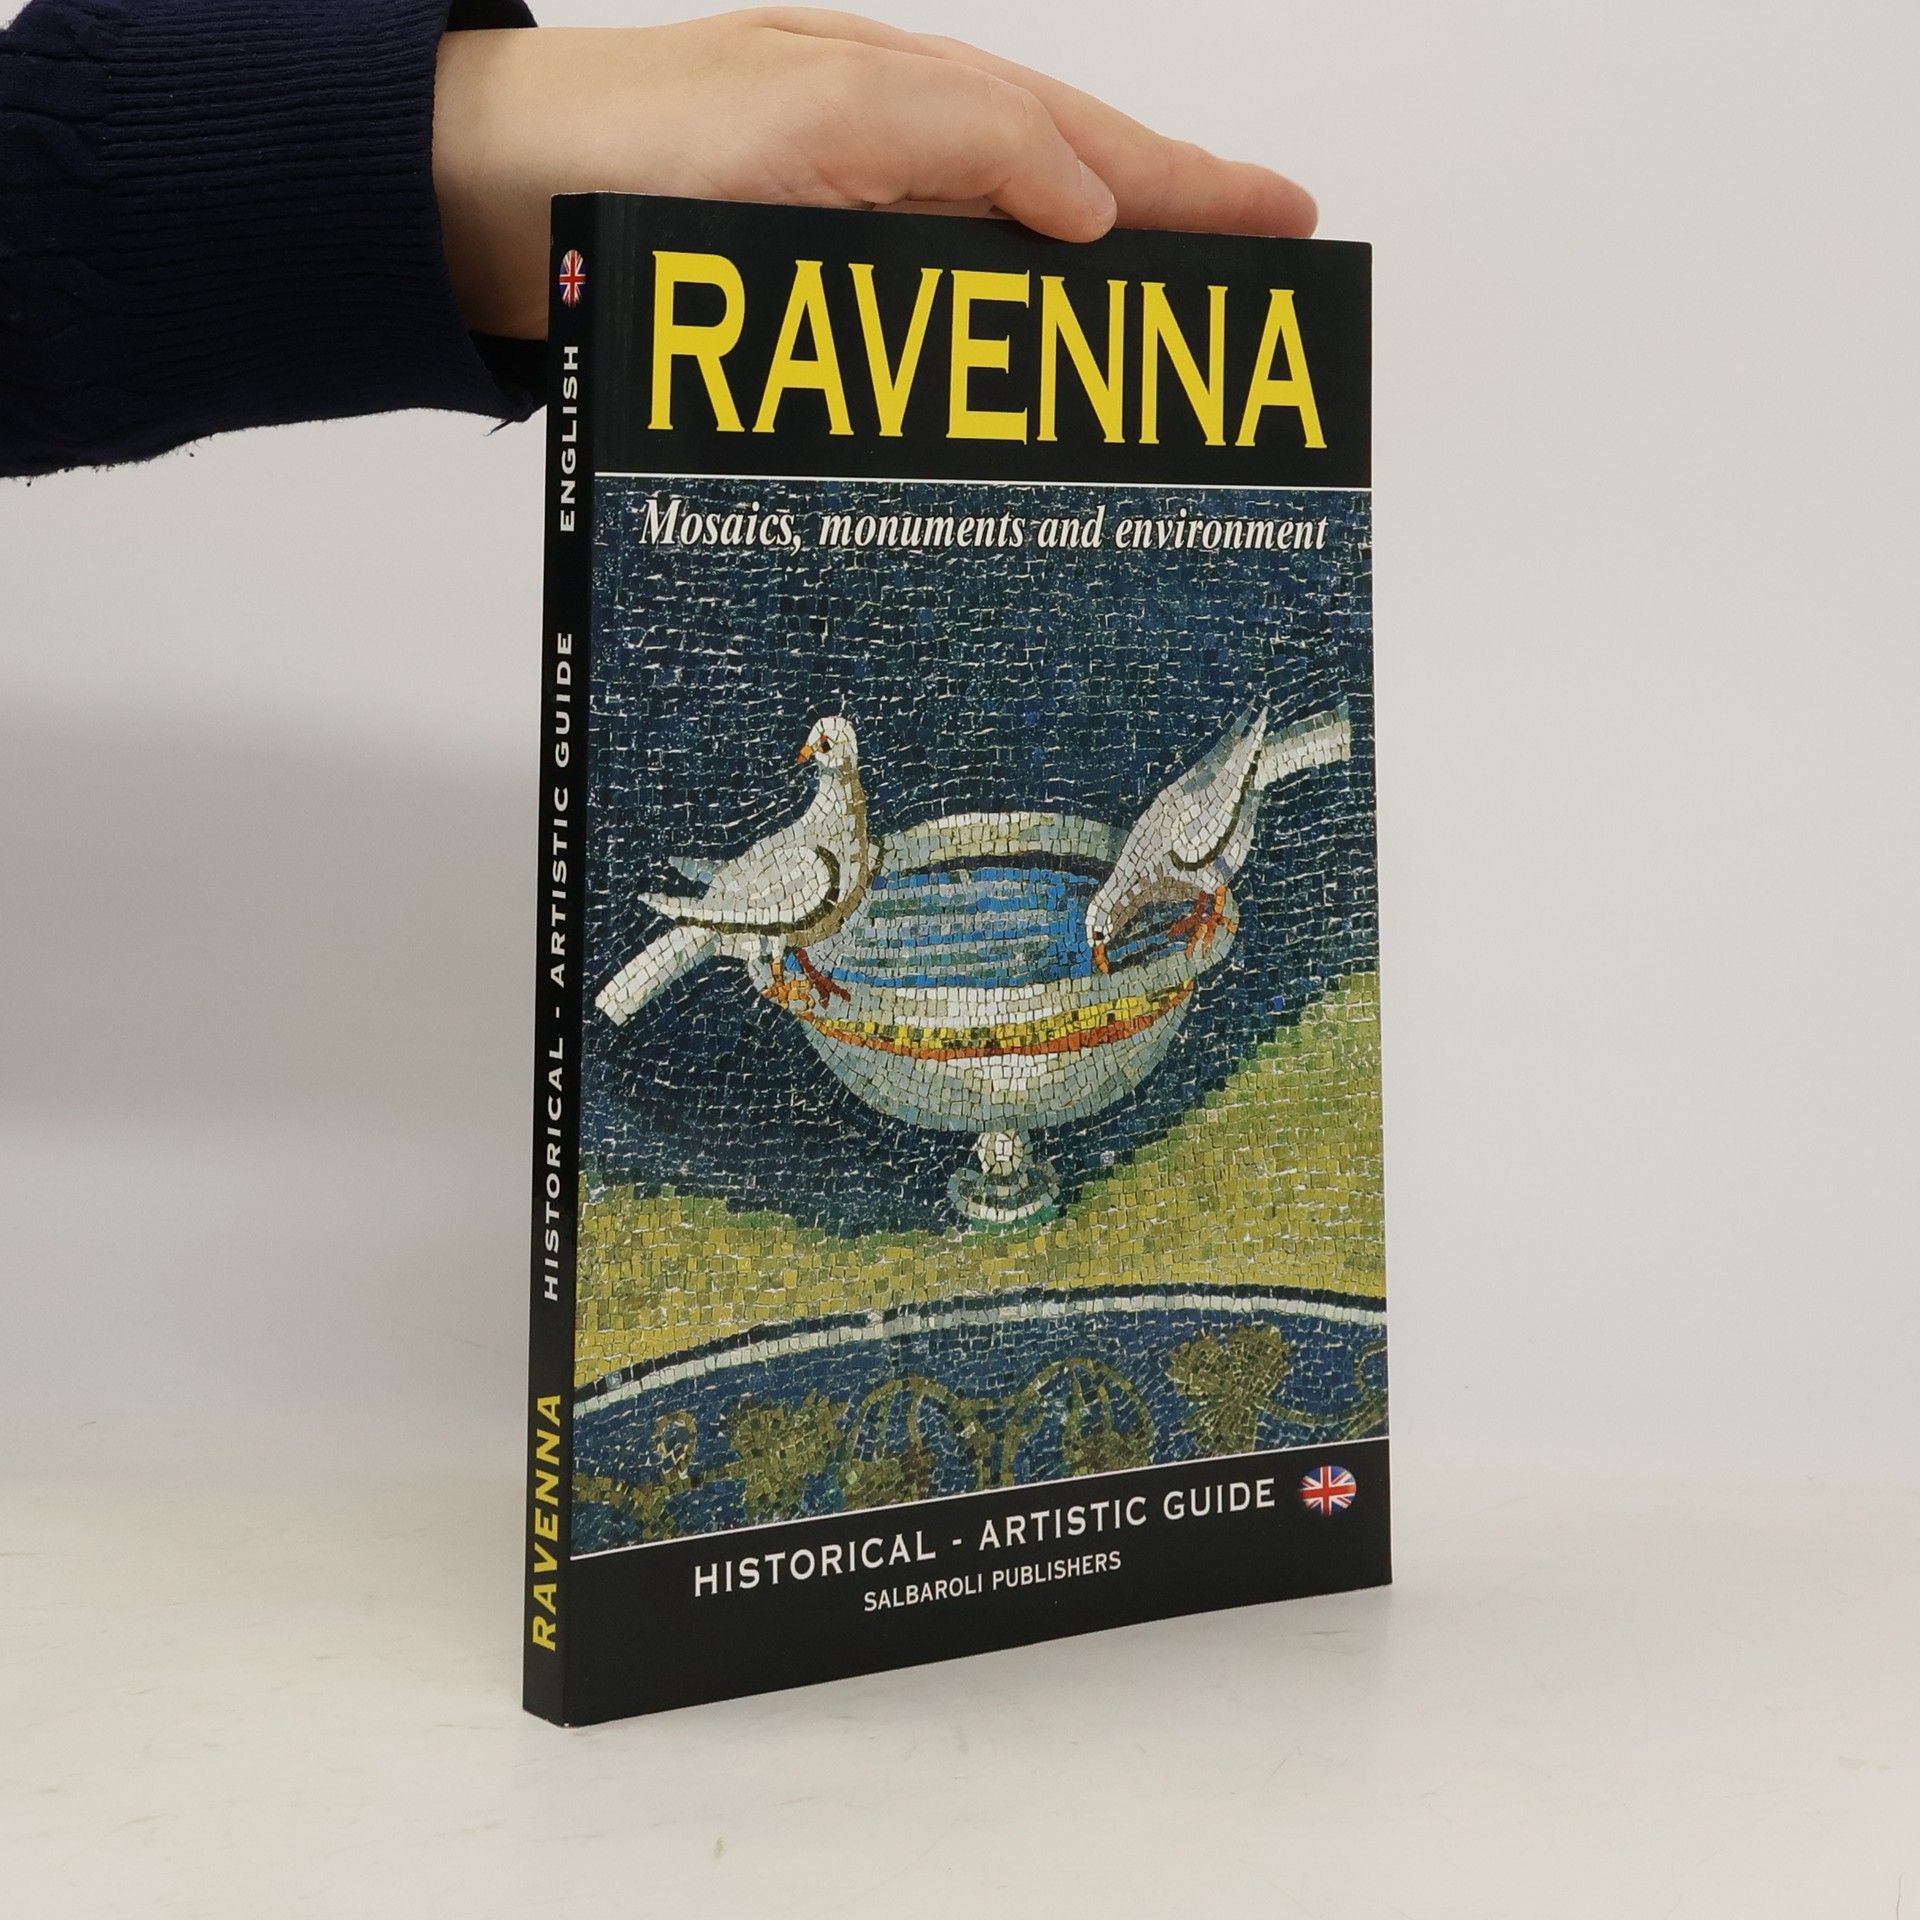 RAVENNA
Mosaics, monuments and environment
HISTORICAL - ARTISTIC GUIDE
SALBAROLI PUBLISHERS
RAVENNA HISTORICAL - ARTISTIC GUIDE ENGLISH